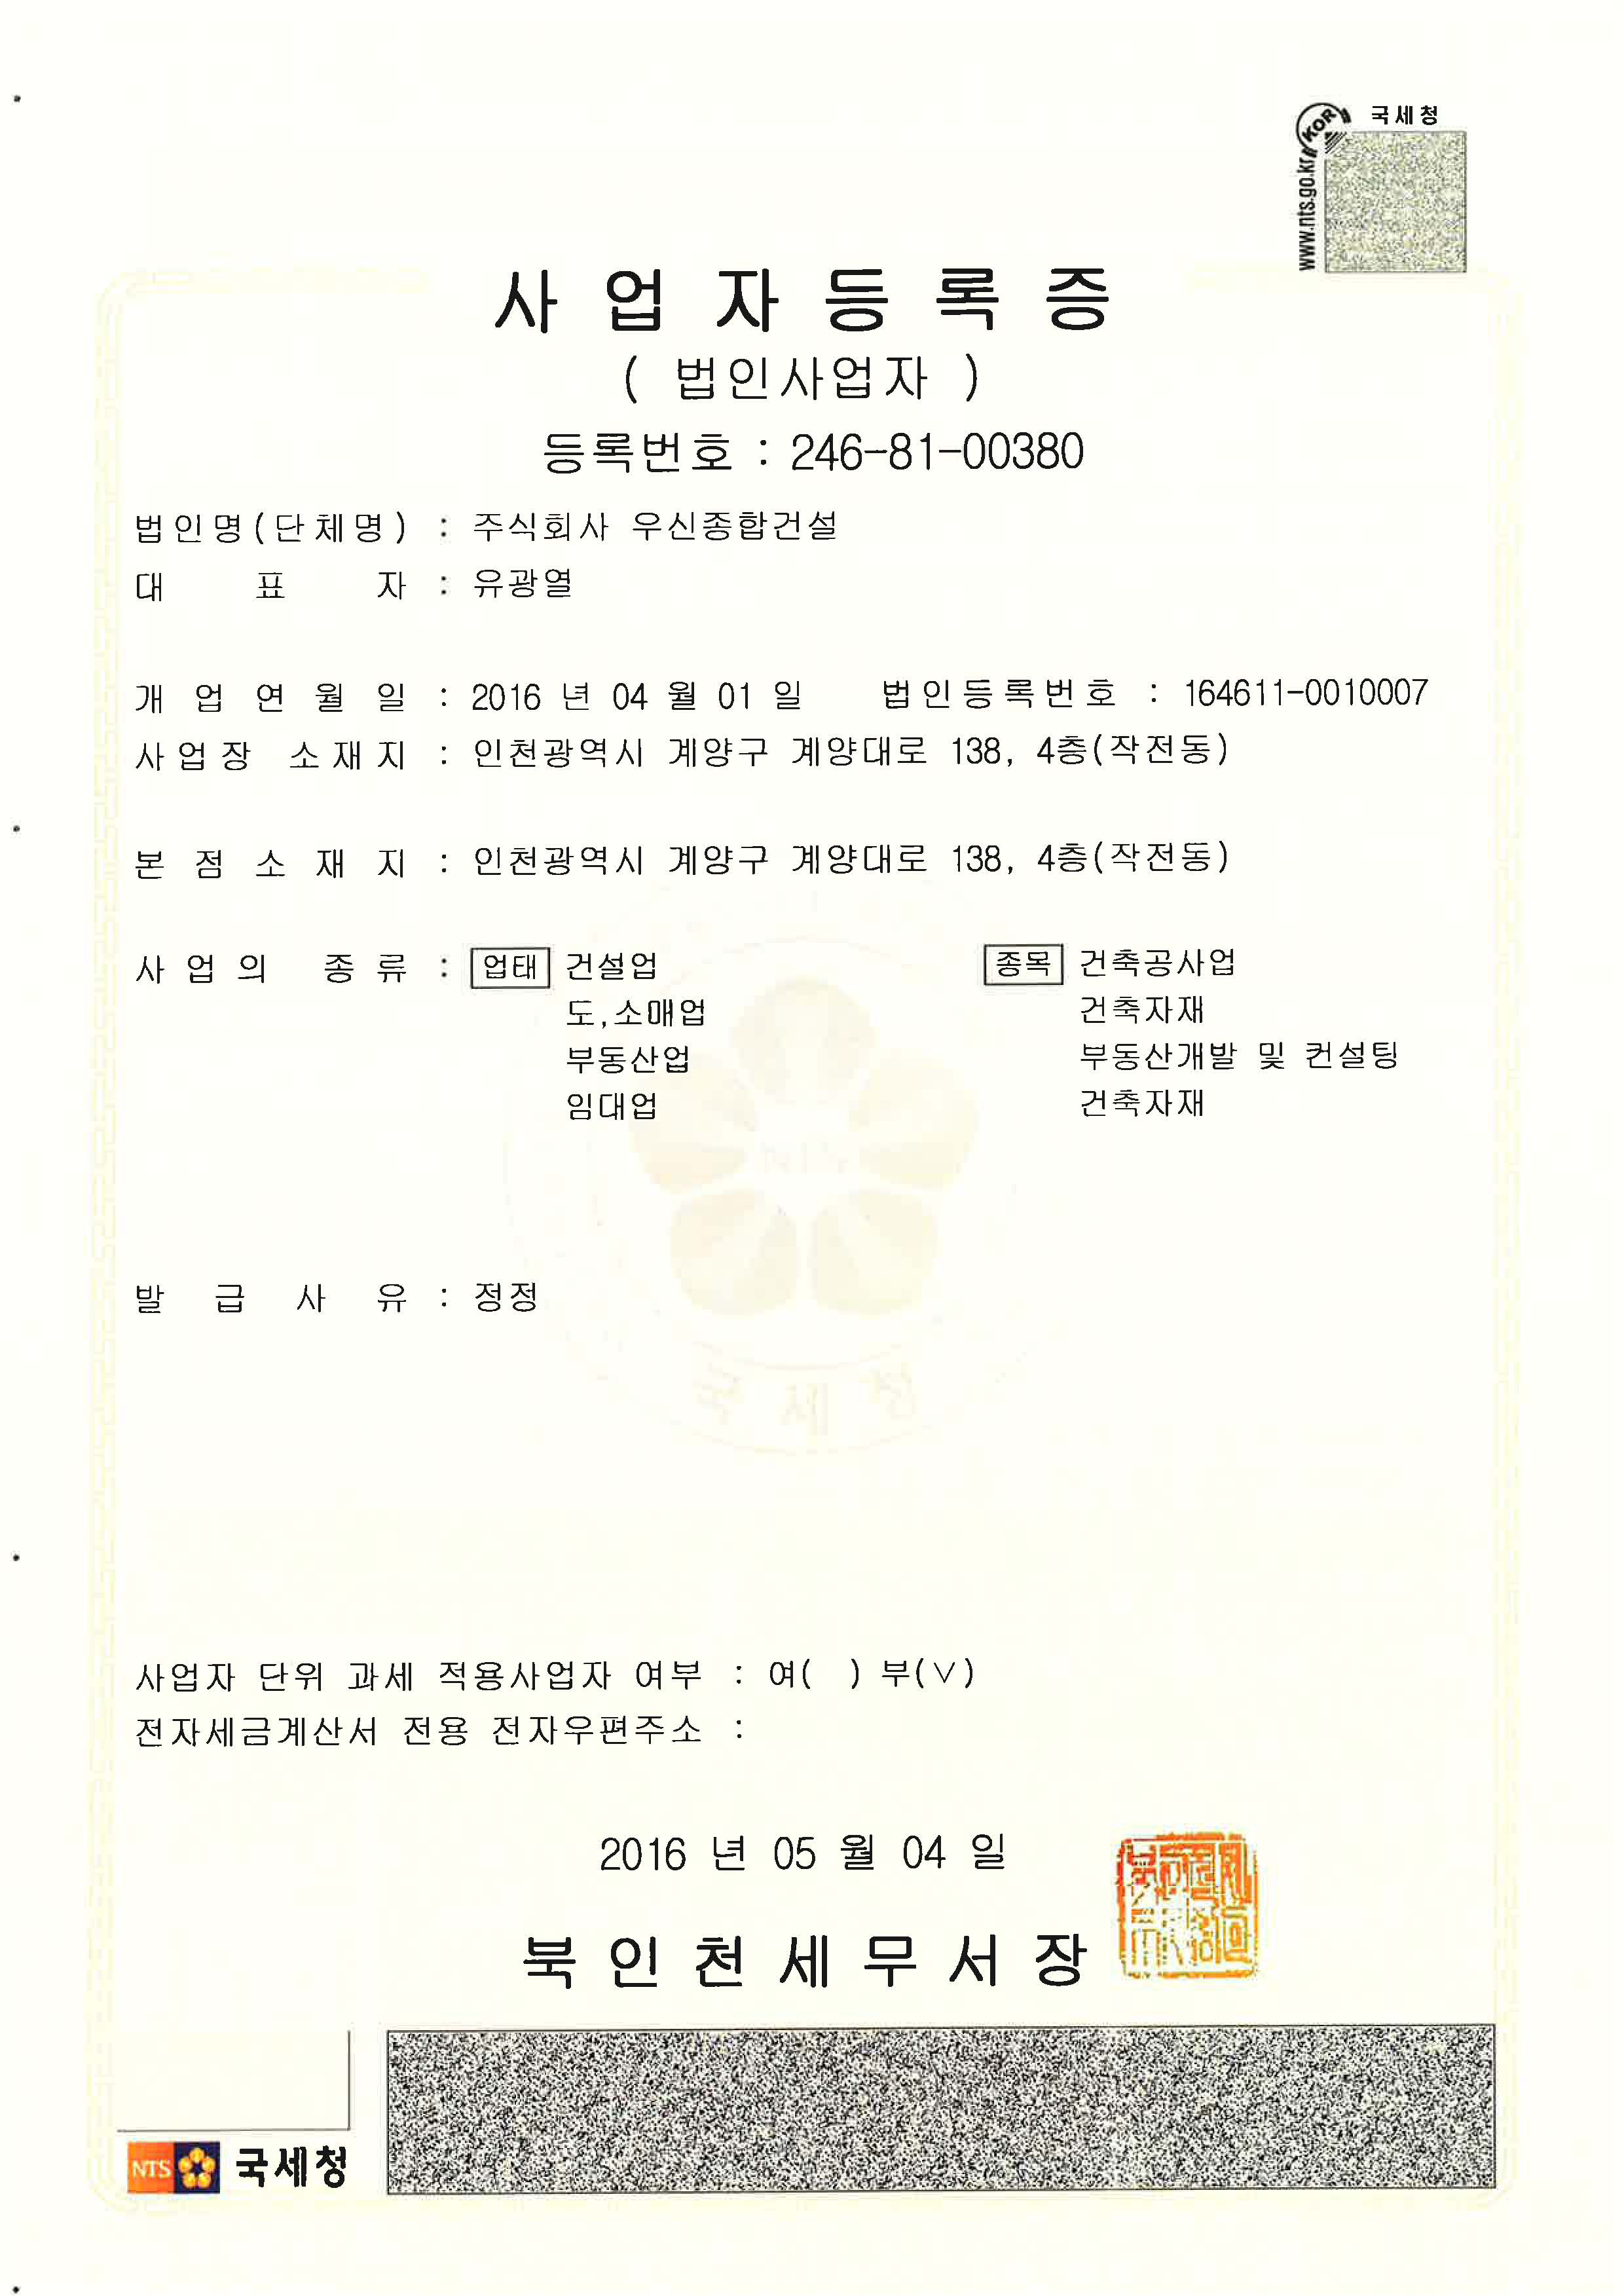 국세청
www.nts.go.kr
KOR
사 업 자 등 록 증
( 법인사업자 )
등록번호 : 246-81-00380
법인명(단체명) : 주식회사 우신종합건설
대 표 자 : 유광열
개 업 연 월 일 : 2016 년 04 월 01 일 법인등록번호 : 164611-0010007
사업장 소재지 : 인천광역시 계양구 계양대로 138, 4층(작전동)
본 점 소 재 지 : 인천광역시 계양구 계양대로 138, 4층(작전동)
사 업 의 종 류 : 업태 건설업 종목 건축공사업
도,소매업 건축자재
부동산업 부동산개발 및 컨설팅
임대업 건축자재
NTS
발 급 사 유 : 정정
국세청
사업자 단위 과세 적용사업자 여부 : 여( ) 부(∨)
전자세금계산서 전용 전자우편주소 :
2016 년 05 월 04 일
북 인 천 세 무 서 장
NTS 국세청